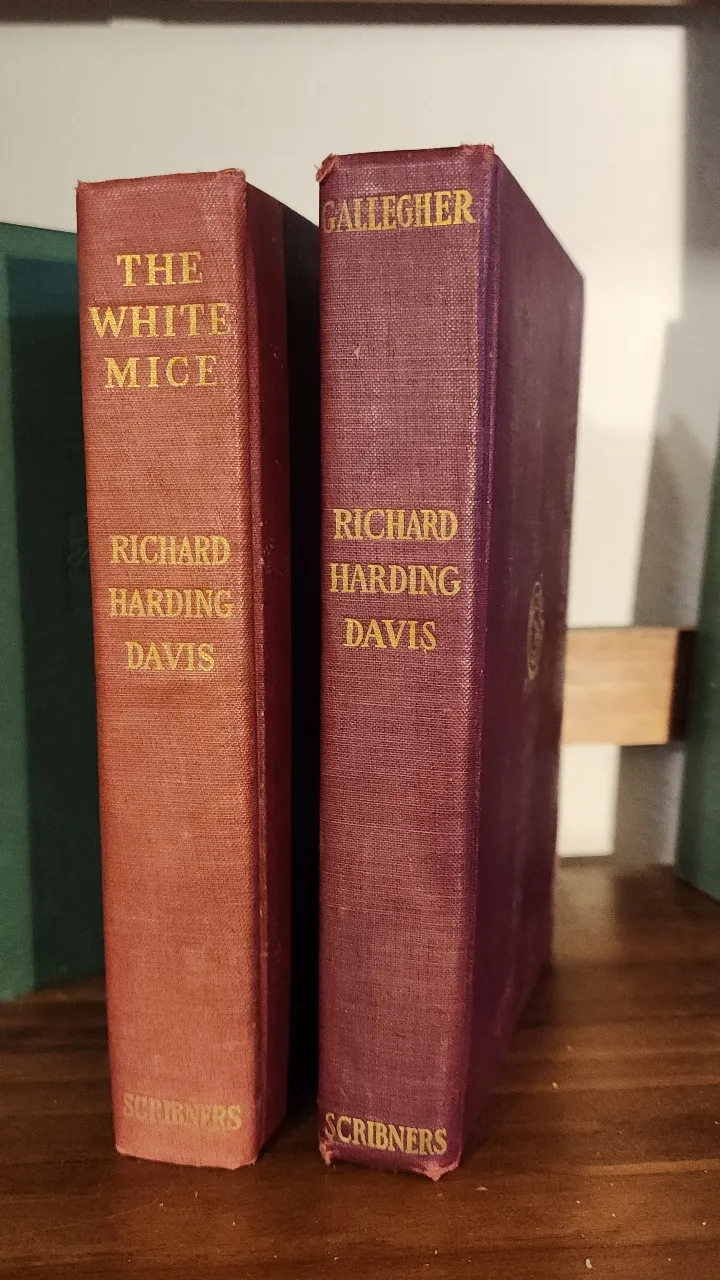 THE
WHITE
MICE
RICHARD
HARDING
DAVIS
SCRIBNERS
GALLEGHER
RICHARD
HARDING
DAVIS
SCRIBNERS